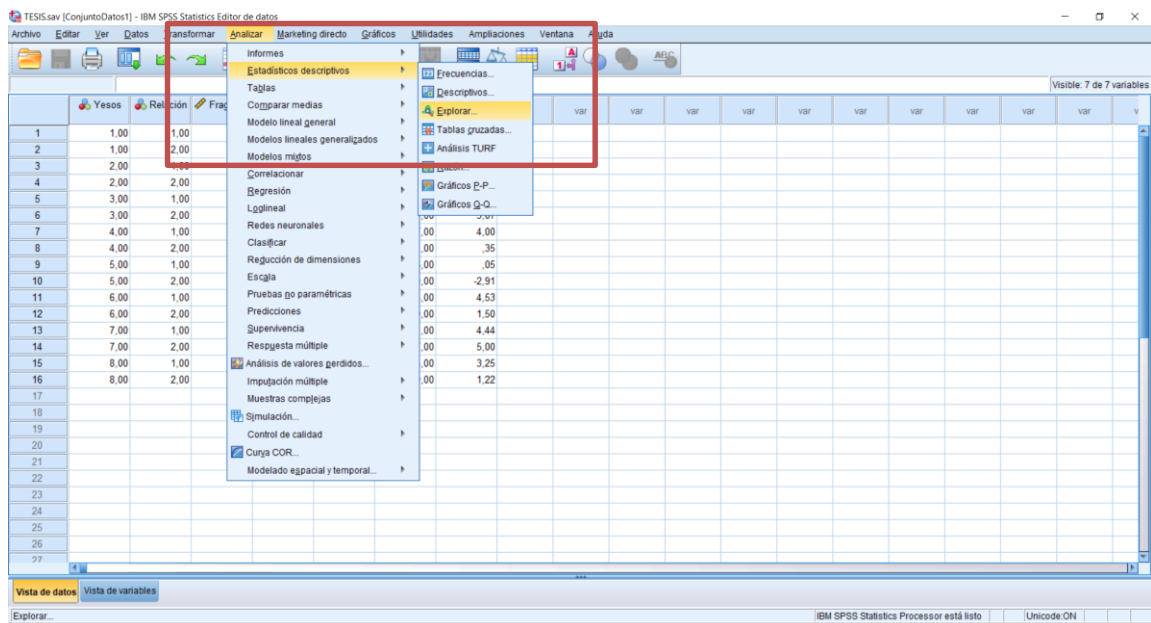 TESIS.sav [ConjuntoDatos1] - IBM SPSS Statistics Editor de datos
Archivo Editar Ver Datos Transformar Analizar Marketing directo Gráficos Utilidades Ampliaciones Ventana Ayuda
Visible: 7 de 7 variables
Informes
Estadísticos descriptivos
Tablas
Comparar medias
Modelo lineal general
Modelos lineales generalizados
Modelos mixtos
Correlacionar
Regresión
Loglineal
Redes neuronales
Clasificar
Reducción de dimensiones
Escala
Pruebas no paramétricas
Predicciones
Supervivencia
Respuesta múltiple
Análisis de valores perdidos...
Imputación múltiple
Muestras complejas
Simulación...
Control de calidad
Curva COR...
Modelado espacial y temporal...
Frecuencias...
Descriptivos...
Explorar...
Tablas cruzadas...
Análisis TURF
Razón...
Gráficos P-P...
Gráficos Q-Q...
Yesos Relación Frag var var var var var var var var
1 1,00 1,00
2 1,00 2,00
3 2,00 1,00
4 2,00 2,00
5 3,00 1,00
6 3,00 2,00
7 4,00 1,00 ,00 4,00
8 4,00 2,00 ,00 ,35
9 5,00 1,00 ,00 ,05
10 5,00 2,00 ,00 -2,91
11 6,00 1,00 ,00 4,53
12 6,00 2,00 ,00 1,50
13 7,00 1,00 ,00 4,44
14 7,00 2,00 ,00 5,00
15 8,00 1,00 ,00 3,25
16 8,00 2,00 ,00 1,22
17
18
19
20
21
22
23
24
25
26
27
Vista de datos Vista de variables
Explorar... IBM SPSS Statistics Processor está listo Unicode:ON